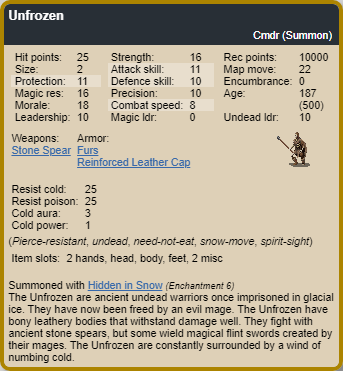 Unfrozen
Cmdr (Summon)
Hit points: 25 Strength: 16 Rec points: 10000
Size: 2 Attack skill: 11 Map move: 22
Protection: 11 Defence skill: 10 Encumbrance: 0
Magic res: 16 Precision: 10 Age: 187
Morale: 18 Combat speed: 8 (500)
Leadership: 10 Magic ldr: 0 Undead ldr: 10
Weapons: Armor:
Stone Spear Furs
Reinforced Leather Cap
Resist cold: 25
Resist poison: 25
Cold aura: 3
Cold power: 1
(Pierce-resistant, undead, need-not-eat, snow-move, spirit-sight)
Item slots: 2 hands, head, body, feet, 2 misc
Summoned with Hidden in Snow (Enchantment 6)
The Unfrozen are ancient undead warriors once imprisoned in glacial
ice. They have now been freed by an evil mage. The Unfrozen have
bony leathery bodies that withstand damage well. They fight with
ancient stone spears, but some wield magical flint swords created by
their mages. The Unfrozen are constantly surrounded by a wind of
numbing cold.